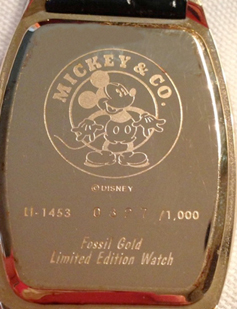 MICKEY & CO.
© DISNEY
LI-1453 /1,000
Fossil Gold
Limited Edition Watch